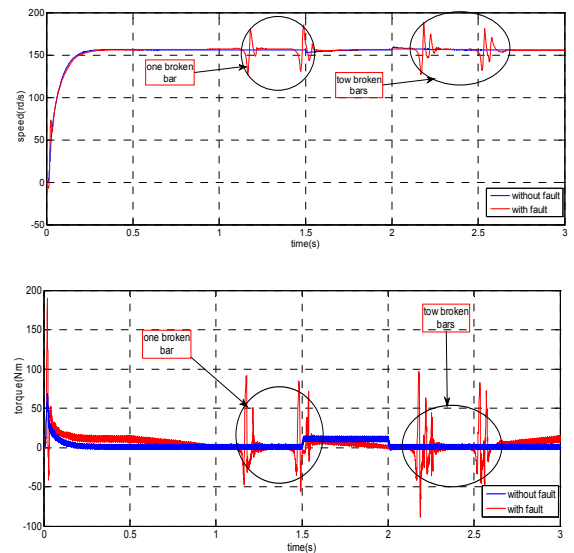 200
150
100
50
0
-50
speed(rd/s)
one broken
bar
tow broken
bars
without fault
with fault
0
0.5
1
1.5
2
2.5
3
time(s)
200
150
100
50
0
-50
-100
torque(Nm)
one broken
bar
tow broken
bars
without fault
with fault
0
0.5
1
1.5
2
2.5
3
time(s)